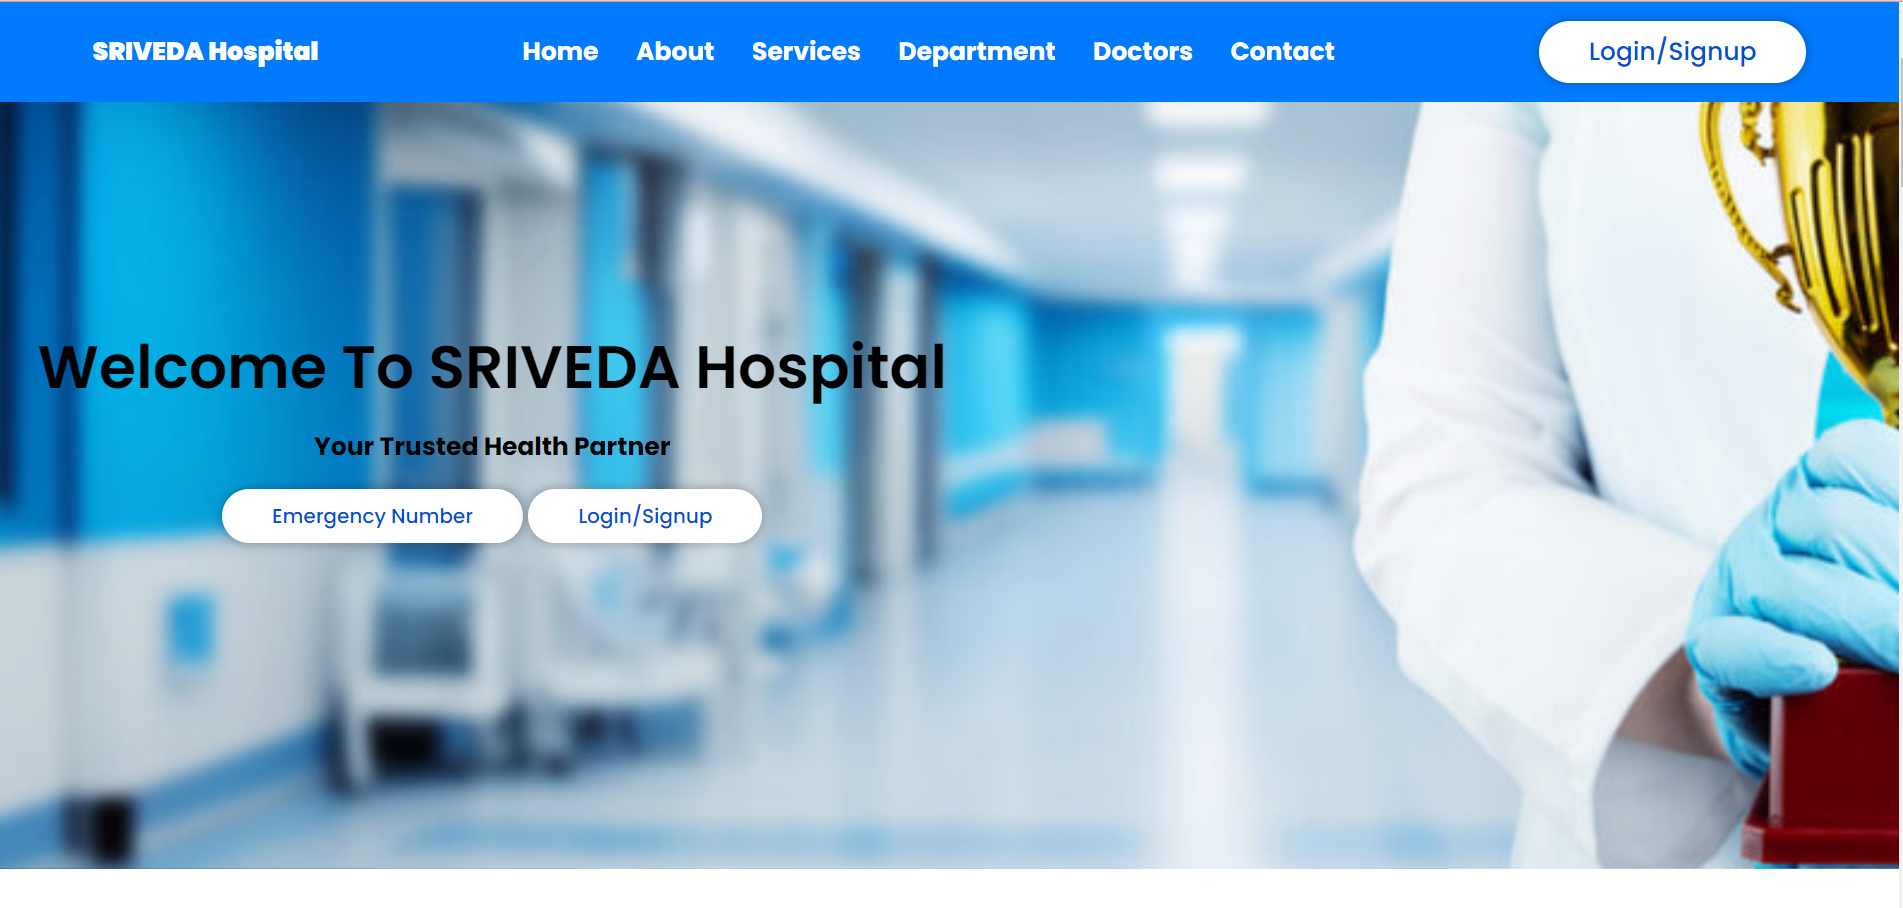 SRIVEDA Hospital
Home About Services Department Doctors Contact
Login/Signup
Welcome To SRIVEDA Hospital
Your Trusted Health Partner
Emergency Number
Login/Signup